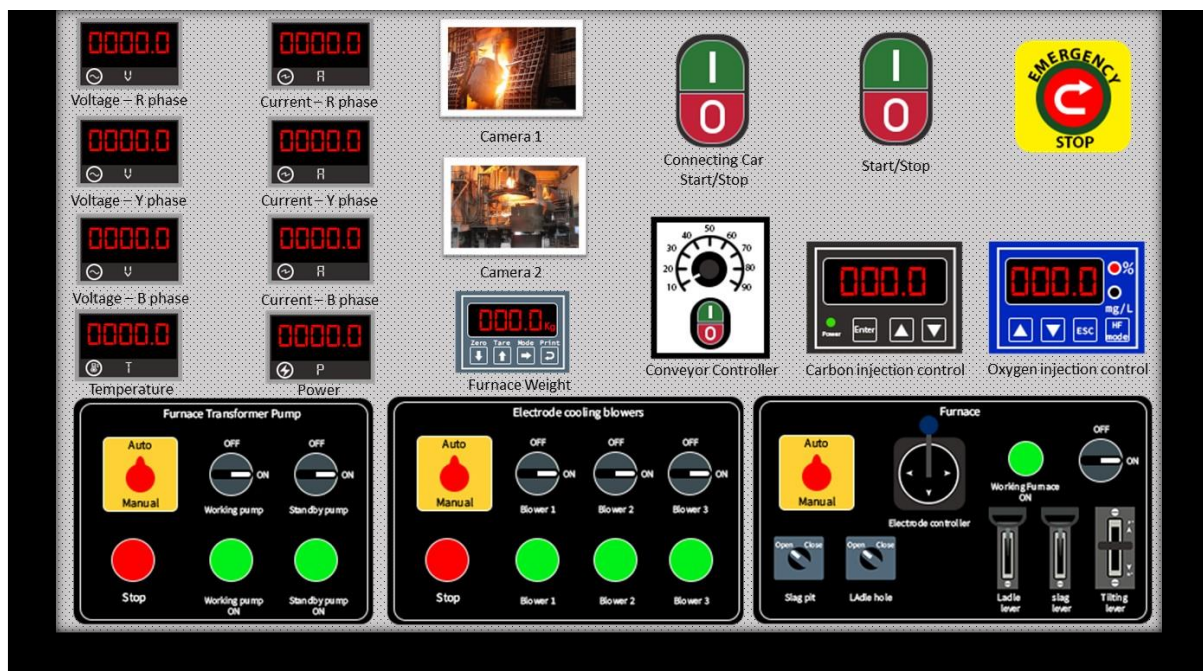 0000.0
V
Voltage – R phase
0000.0
A
Current – R phase
Camera 1
I
O
Connecting Car
Start/Stop
I
O
Start/Stop
EMERGENCY
STOP
0000.0
V
Voltage – Y phase
0000.0
A
Current – Y phase
Camera 2
0000.0
V
Voltage – B phase
0000.0
A
Current – B phase
0000.0
T
Temperature
0000.0
P
Power
000.0 Kg
Zero Tare Mode Print
Furnace Weight
10 20 30 40 50 60 70 80 90
I
O
Conveyor Controller
000.0
Power
Enter
Carbon injection control
000.0
%
mg/L
ESC
HF
mode
Oxygen injection control
Furnace Transformer Pump
Auto
Manual
OFF
ON
Working pump
OFF
ON
Standby pump
Stop
Working pump
ON
Standby pump
ON
Electrode cooling blowers
Auto
Manual
OFF
ON
Blower 1
OFF
ON
Blower 2
OFF
ON
Blower 3
Stop
Blower 1
Blower 2
Blower 3
Furnace
Auto
Manual
Electrode controller
Working Furnace
ON
OFF
ON
Open Close
Slag pit
Open Close
LAdle hole
Ladle
lever
slag
lever
Tilting
lever